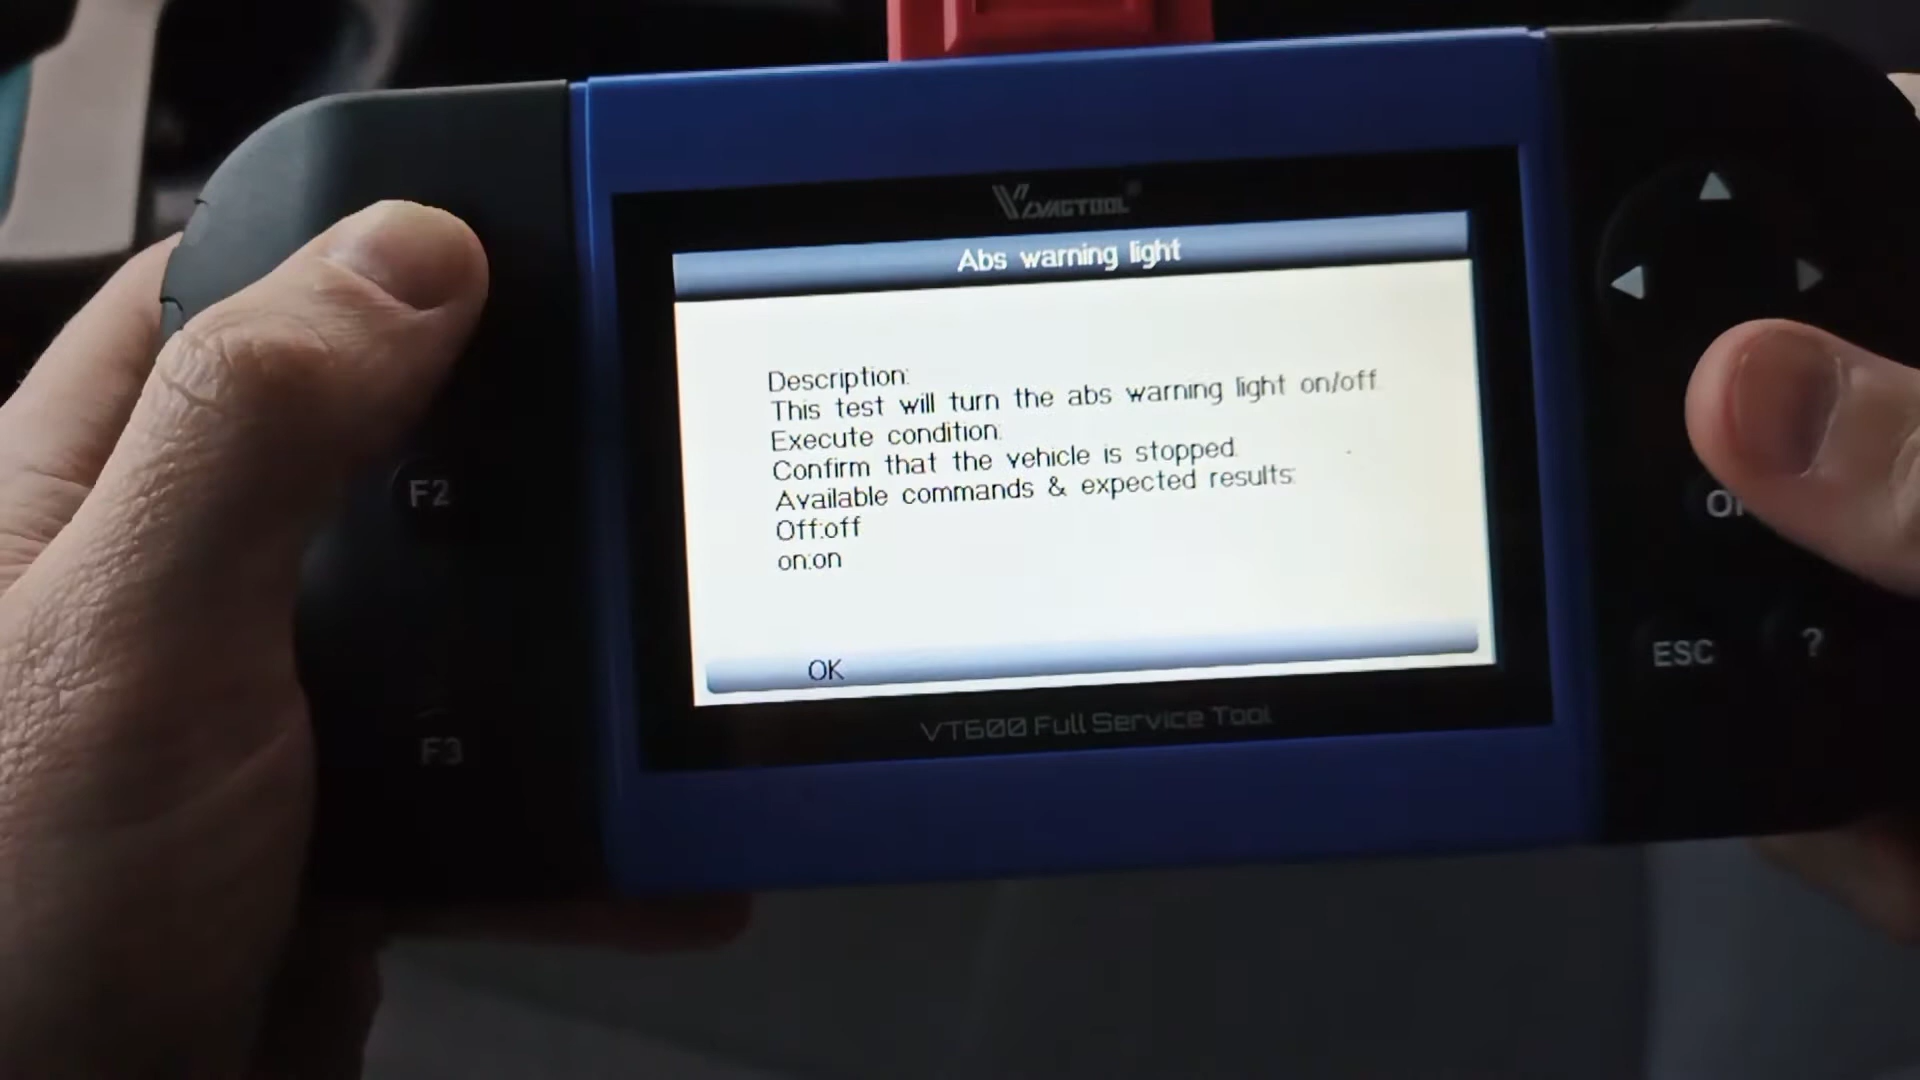 VDIAGTOOL®
Abs warning light
Description:
This test will turn the abs warning light on/off.
Execute condition:
Confirm that the vehicle is stopped.
Available commands & expected results:
Off:off
on:on
OK
VT600 Full Service Tool
F2
F3
ESC
?